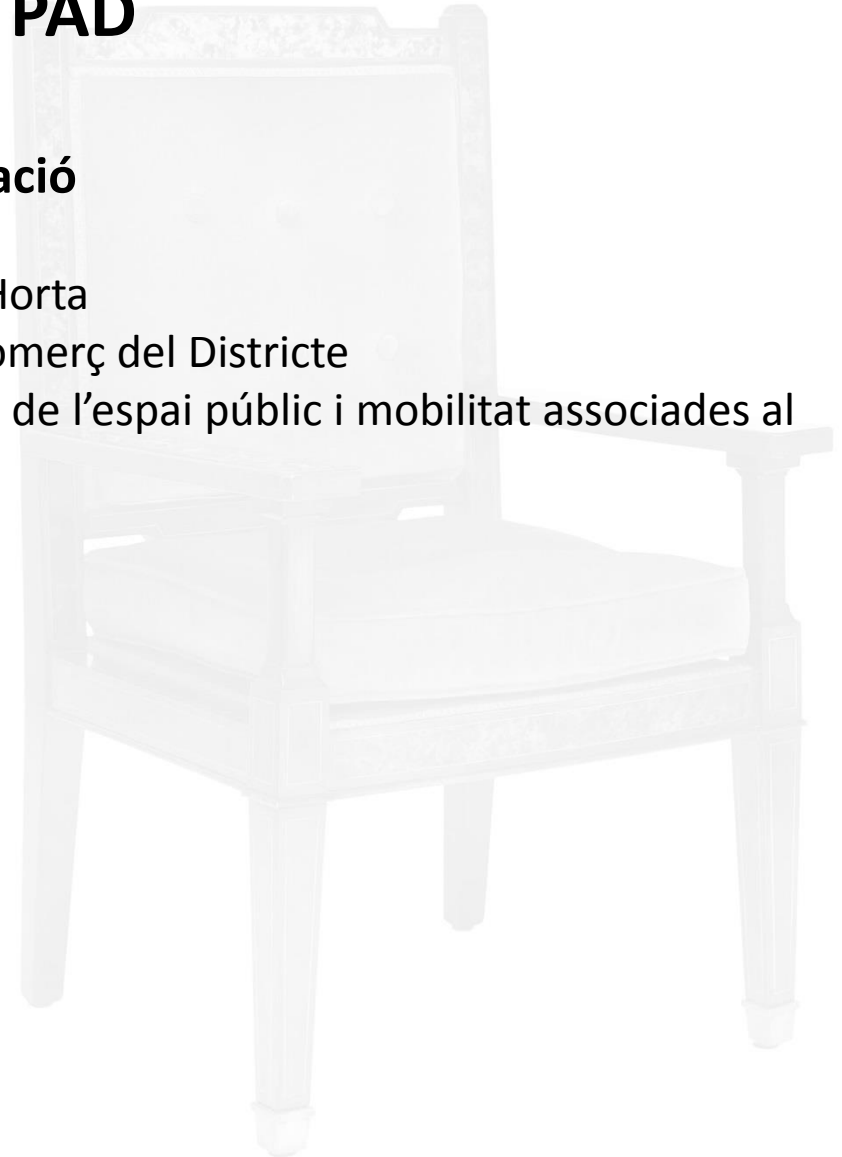 PAD
ació
Horta
omerç del Districte
de l’espai públic i mobilitat associades al